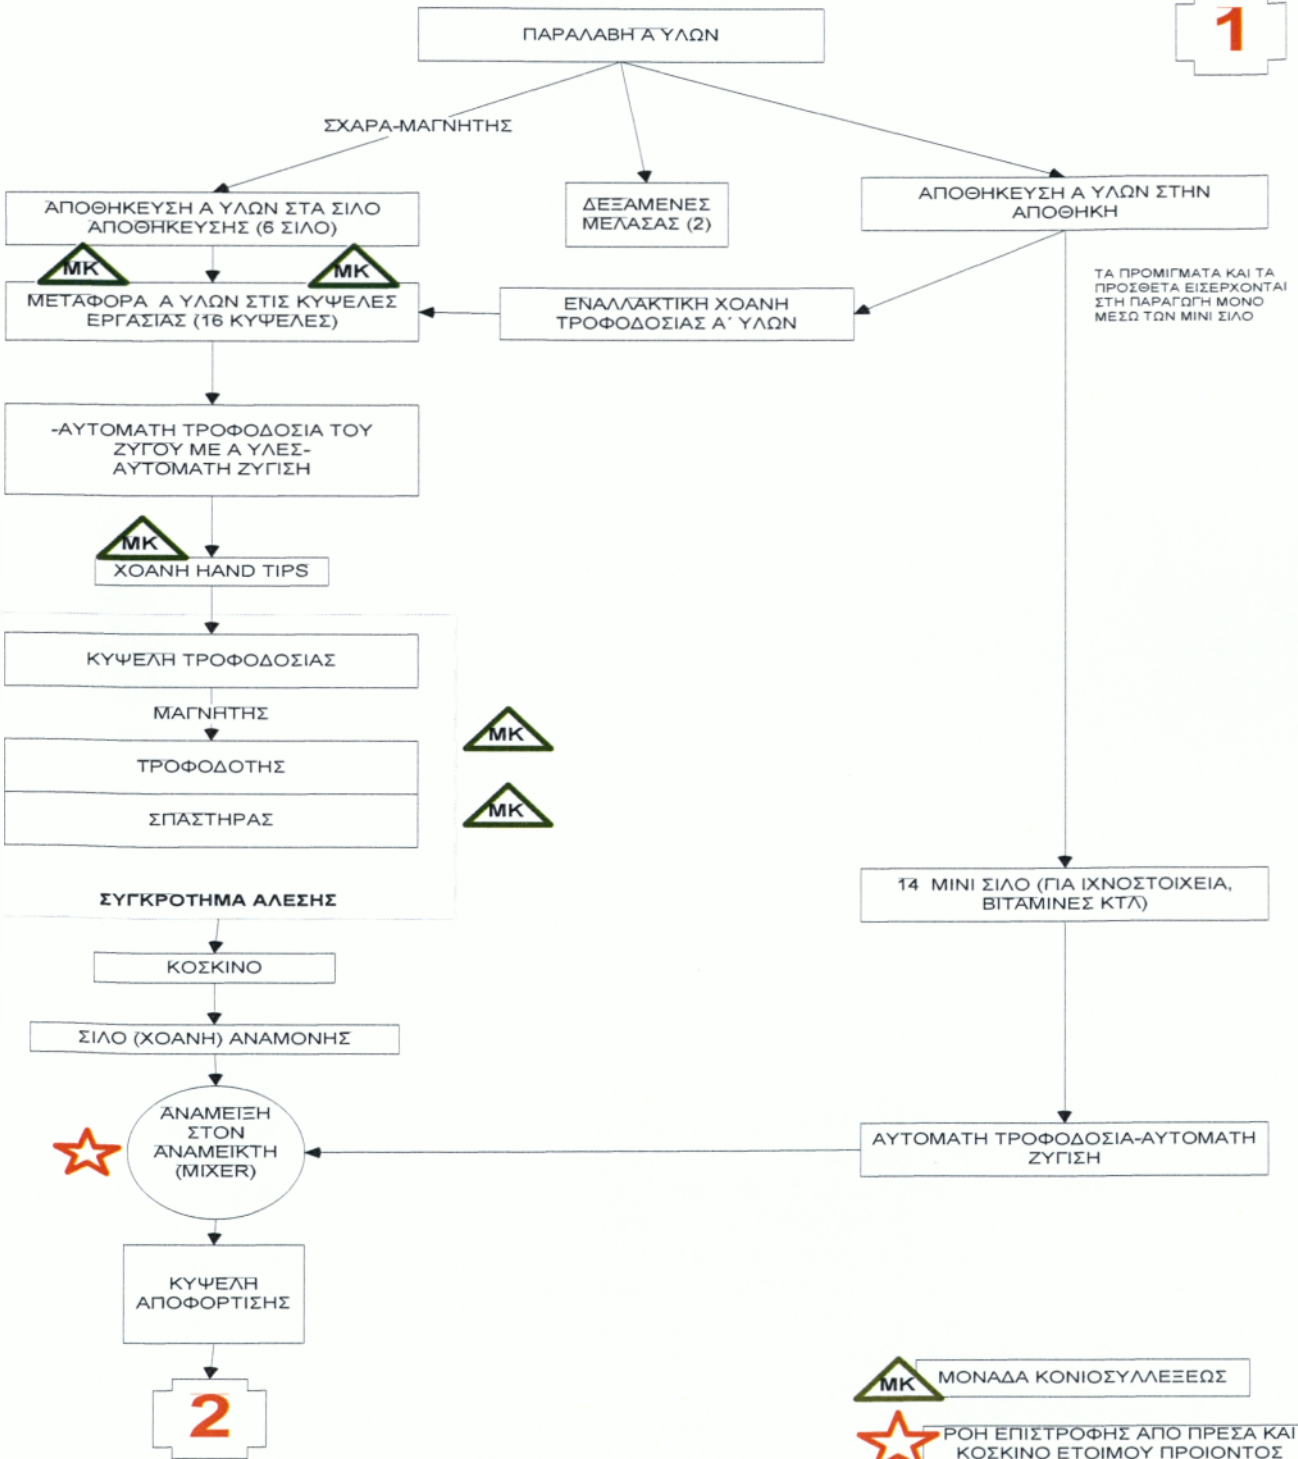 1
ΠΑΡΑΛΑΒΗ Α ΥΛΩΝ
ΣΧΑΡΑ-ΜΑΓΝΗΤΗΣ
ΑΠΟΘΗΚΕΥΣΗ Α ΥΛΩΝ ΣΤΑ ΣΙΛΟ
ΑΠΟΘΗΚΕΥΣΗΣ (6 ΣΙΛΟ)
ΔΕΞΑΜΕΝΕΣ
ΜΕΛΑΣΑΣ (2)
ΑΠΟΘΗΚΕΥΣΗ Α ΥΛΩΝ ΣΤΗΝ
ΑΠΟΘΗΚΗ
ΜΚ
ΜΚ
ΜΕΤΑΦΟΡΑ Α ΥΛΩΝ ΣΤΙΣ ΚΥΨΕΛΕΣ
ΕΡΓΑΣΙΑΣ (16 ΚΥΨΕΛΕΣ)
ΕΝΑΛΛΑΚΤΙΚΗ ΧΟΑΝΗ
ΤΡΟΦΟΔΟΣΙΑΣ Α΄ ΥΛΩΝ
ΤΑ ΠΡΟΜΙΓΜΑΤΑ ΚΑΙ ΤΑ
ΠΡΟΣΘΕΤΑ ΕΙΣΕΡΧΟΝΤΑΙ
ΣΤΗ ΠΑΡΑΓΩΓΗ ΜΟΝΟ
ΜΕΣΩ ΤΩΝ ΜΙΝΙ ΣΙΛΟ
-ΑΥΤΟΜΑΤΗ ΤΡΟΦΟΔΟΣΙΑ ΤΟΥ
ΖΥΓΟΥ ΜΕ Α ΥΛΕΣ-
ΑΥΤΟΜΑΤΗ ΖΥΓΙΣΗ
ΜΚ
ΧΟΑΝΗ HAND TIPS
ΚΥΨΕΛΗ ΤΡΟΦΟΔΟΣΙΑΣ
ΜΑΓΝΗΤΗΣ
ΤΡΟΦΟΔΟΤΗΣ
ΜΚ
ΣΠΑΣΤΗΡΑΣ
ΜΚ
ΣΥΓΚΡΟΤΗΜΑ ΑΛΕΣΗΣ
14 ΜΙΝΙ ΣΙΛΟ (ΓΙΑ ΙΧΝΟΣΤΟΙΧΕΙΑ,
ΒΙΤΑΜΙΝΕΣ ΚΤΛ)
ΚΟΣΚΙΝΟ
ΣΙΛΟ (ΧΟΑΝΗ) ΑΝΑΜΟΝΗΣ
ΑΝΑΜΕΙΞΗ
ΣΤΟΝ
ΑΝΑΜΕΙΚΤΗ
(MIXER)
ΑΥΤΟΜΑΤΗ ΤΡΟΦΟΔΟΣΙΑ-ΑΥΤΟΜΑΤΗ
ΖΥΓΙΣΗ
ΚΥΨΕΛΗ
ΑΠΟΦΟΡΤΙΣΗΣ
2
ΜΚ ΜΟΝΑΔΑ ΚΟΝΙΟΣΥΛΛΕΞΕΩΣ
ΡΟΗ ΕΠΙΣΤΡΟΦΗΣ ΑΠΟ ΠΡΕΣΑ ΚΑΙ
ΚΟΣΚΙΝΟ ΕΤΟΙΜΟΥ ΠΡΟΙΟΝΤΟΣ